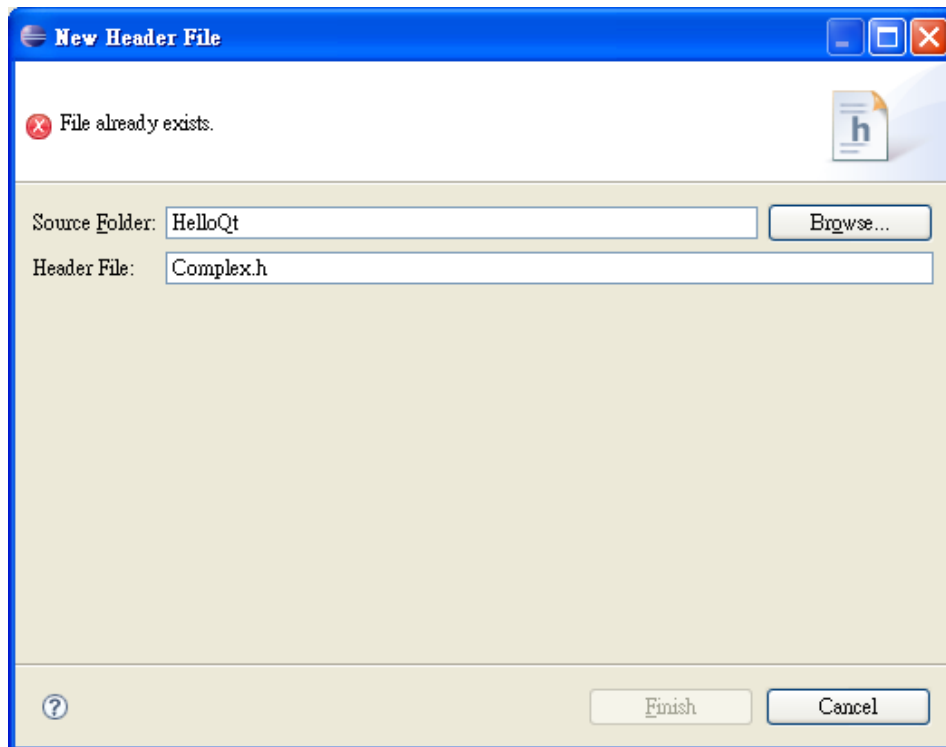 New Header File
File already exists.
h
Source Folder: HelloQt Browse...
Header File: Complex.h
?
Finish Cancel